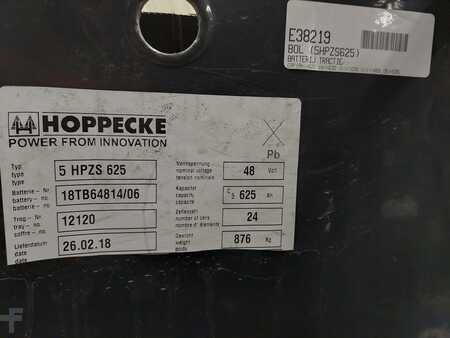 E38219
BOL (5HPZS625)
BATTERIJ TRACTIE
HOPPECKE
POWER FROM INNOVATION
Pb
Typ
type
type
5 HPZS 625
Batterie - Nr
battery - no.
batterie - no.
18TB64814/06
Trog - Nr
tray - no.
coffre - no.
12120
Lieferdatum
date
date
26.02.18
Nennspannung
nominal voltage
tension nominale
48 Volt
Kapazität
capacity
capacité
C5 625 Ah
Zellenzahl
number of cells
nombre d'éléments
24
Gewicht
weight
poids
876 Kg